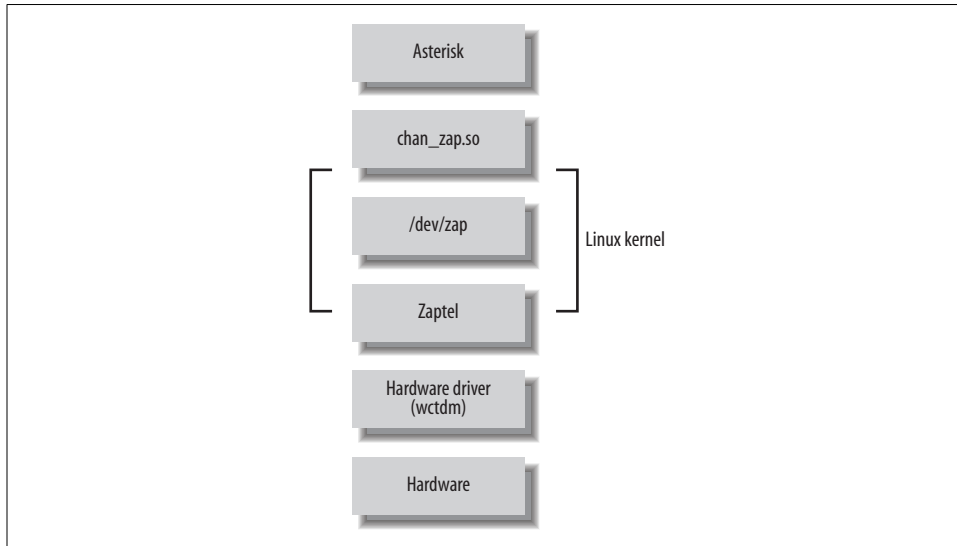 Asterisk
chan_zap.so
/dev/zap
Linux kernel
Zaptel
Hardware driver
(wctdm)
Hardware